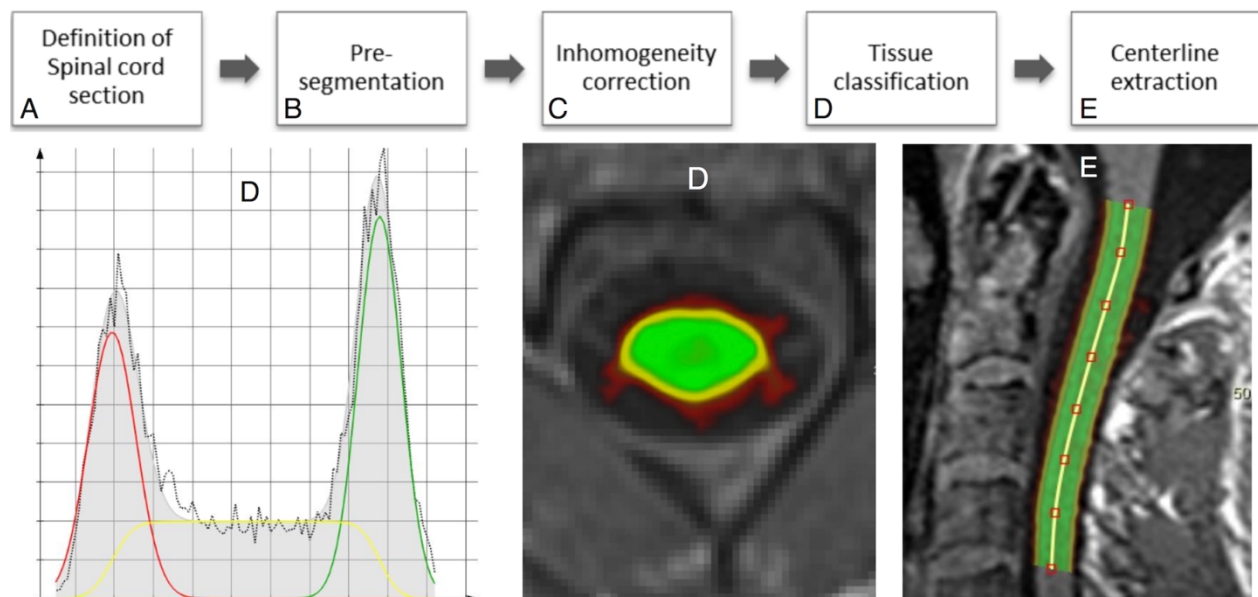 Definition of
Spinal cord
section
A
Pre-
segmentation
B
Inhomogeneity
correction
C
Tissue
classification
D
Centerline
extraction
E
D
D
E
50